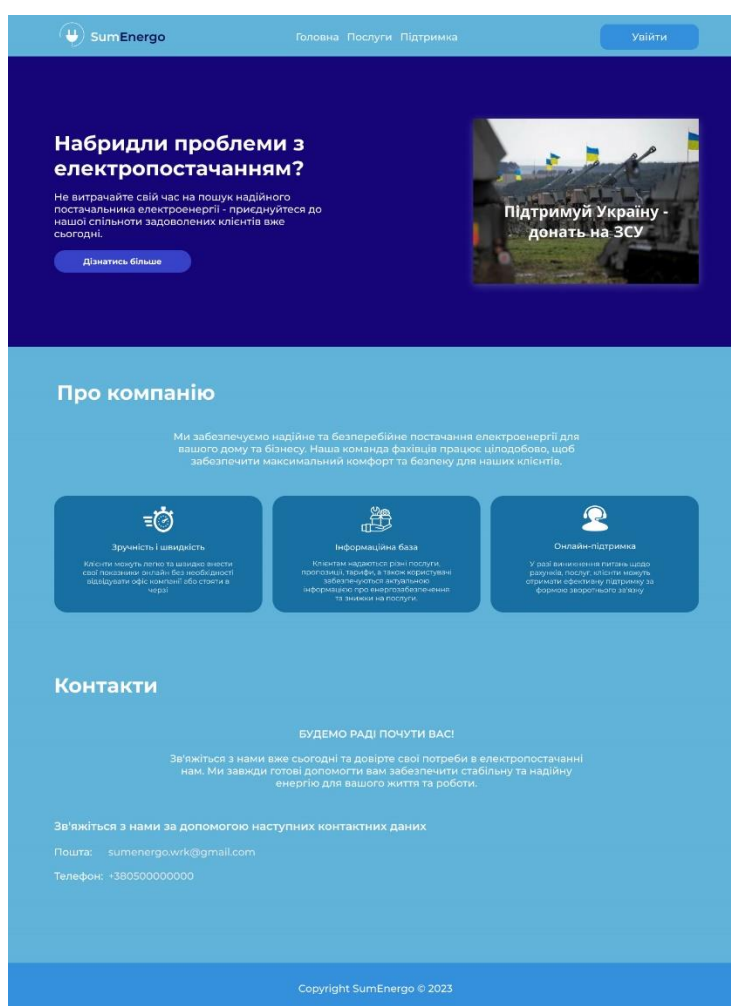 SumEnergo
Головна Послуги Підтримка
Увійти
Набридли проблеми з
електропостачанням?
Не витрачайте свій час на пошук надійного
постачальника електроенергії - приєднуйтеся до
нашої спільноти задоволених клієнтів вже
сьогодні.
Дізнатись більше
Підтримуй Україну -
донать на ЗСУ
Про компанію
Ми забезпечуємо надійне та безперебійне постачання електроенергії для
вашого дому та бізнесу. Наша команда фахівців працює цілодобово, щоб
забезпечити максимальний комфорт та безпеку для наших клієнтів.
Зручність і швидкість
Клієнти можуть легко та швидко внести
свої показники онлайн без необхідності
відвідувати офіс компанії або стояти в
черзі
Інформаційна база
Клієнтам надаються різні послуги,
пропозиції, тарифи, а також користувачі
забезпечуються актуальною
інформацією про енергозабезпечення
та знижки на послуги.
Онлайн-підтримка
У разі виникнення питань щодо
рахунків, послуг, клієнти можуть
отримати ефективну підтримку за
формою зворотнього зв'язку
Контакти
БУДЕМО РАДІ ПОЧУТИ ВАС!
Зв'яжіться з нами вже сьогодні та довірте свої потреби в електропостачанні
нам. Ми завжди готові допомогти вам забезпечити стабільну та надійну
енергію для вашого життя та роботи.
Зв'яжіться з нами за допомогою наступних контактних даних
Пошта: sumenergo.wrk@gmail.com
Телефон: +380500000000
Copyright SumEnergo © 2023